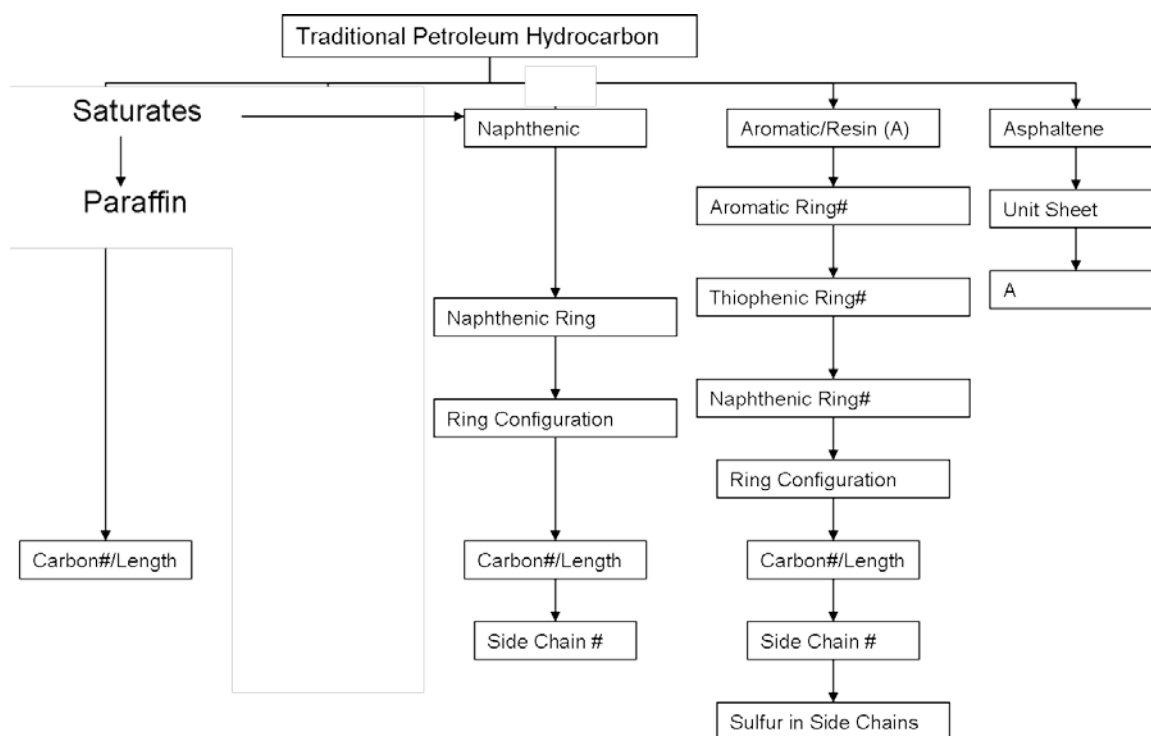 Traditional Petroleum Hydrocarbon
Saturates
Paraffin
Carbon#/Length
Naphthenic
Naphthenic Ring
Ring Configuration
Carbon#/Length
Side Chain #
Aromatic/Resin (A)
Aromatic Ring#
Thiophenic Ring#
Naphthenic Ring#
Ring Configuration
Carbon#/Length
Side Chain #
Sulfur in Side Chains
Asphaltene
Unit Sheet
A